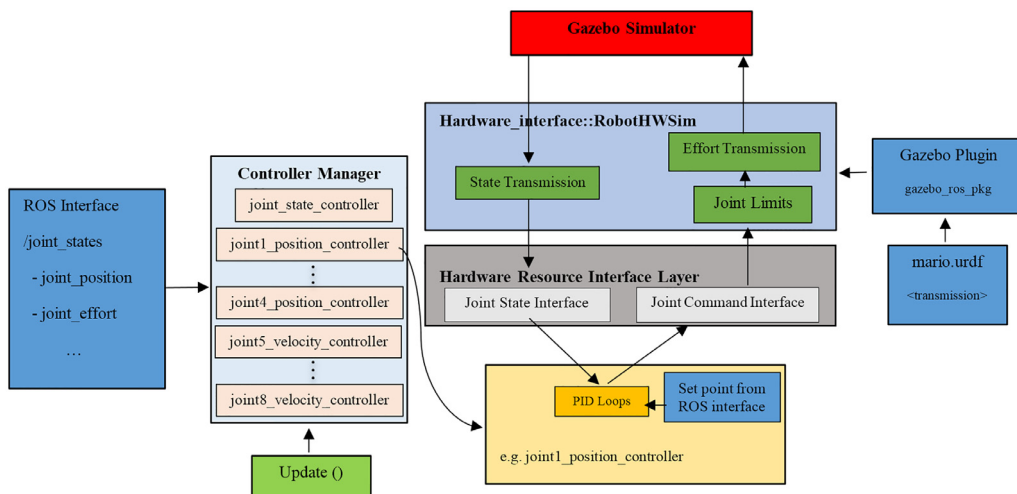 Gazebo Simulator
Hardware_interface::RobotHWSim
Effort Transmission
State Transmission
Joint Limits
Gazebo Plugin
gazebo_ros_pkg
mario.urdf
<transmission>
Controller Manager
joint_state_controller
joint1_position_controller
joint4_position_controller
joint5_velocity_controller
joint8_velocity_controller
ROS Interface
/joint_states
- joint_position
- joint_effort
…
Hardware Resource Interface Layer
Joint State Interface
Joint Command Interface
PID Loops
Set point from
ROS interface
e.g. joint1_position_controller
Update ()